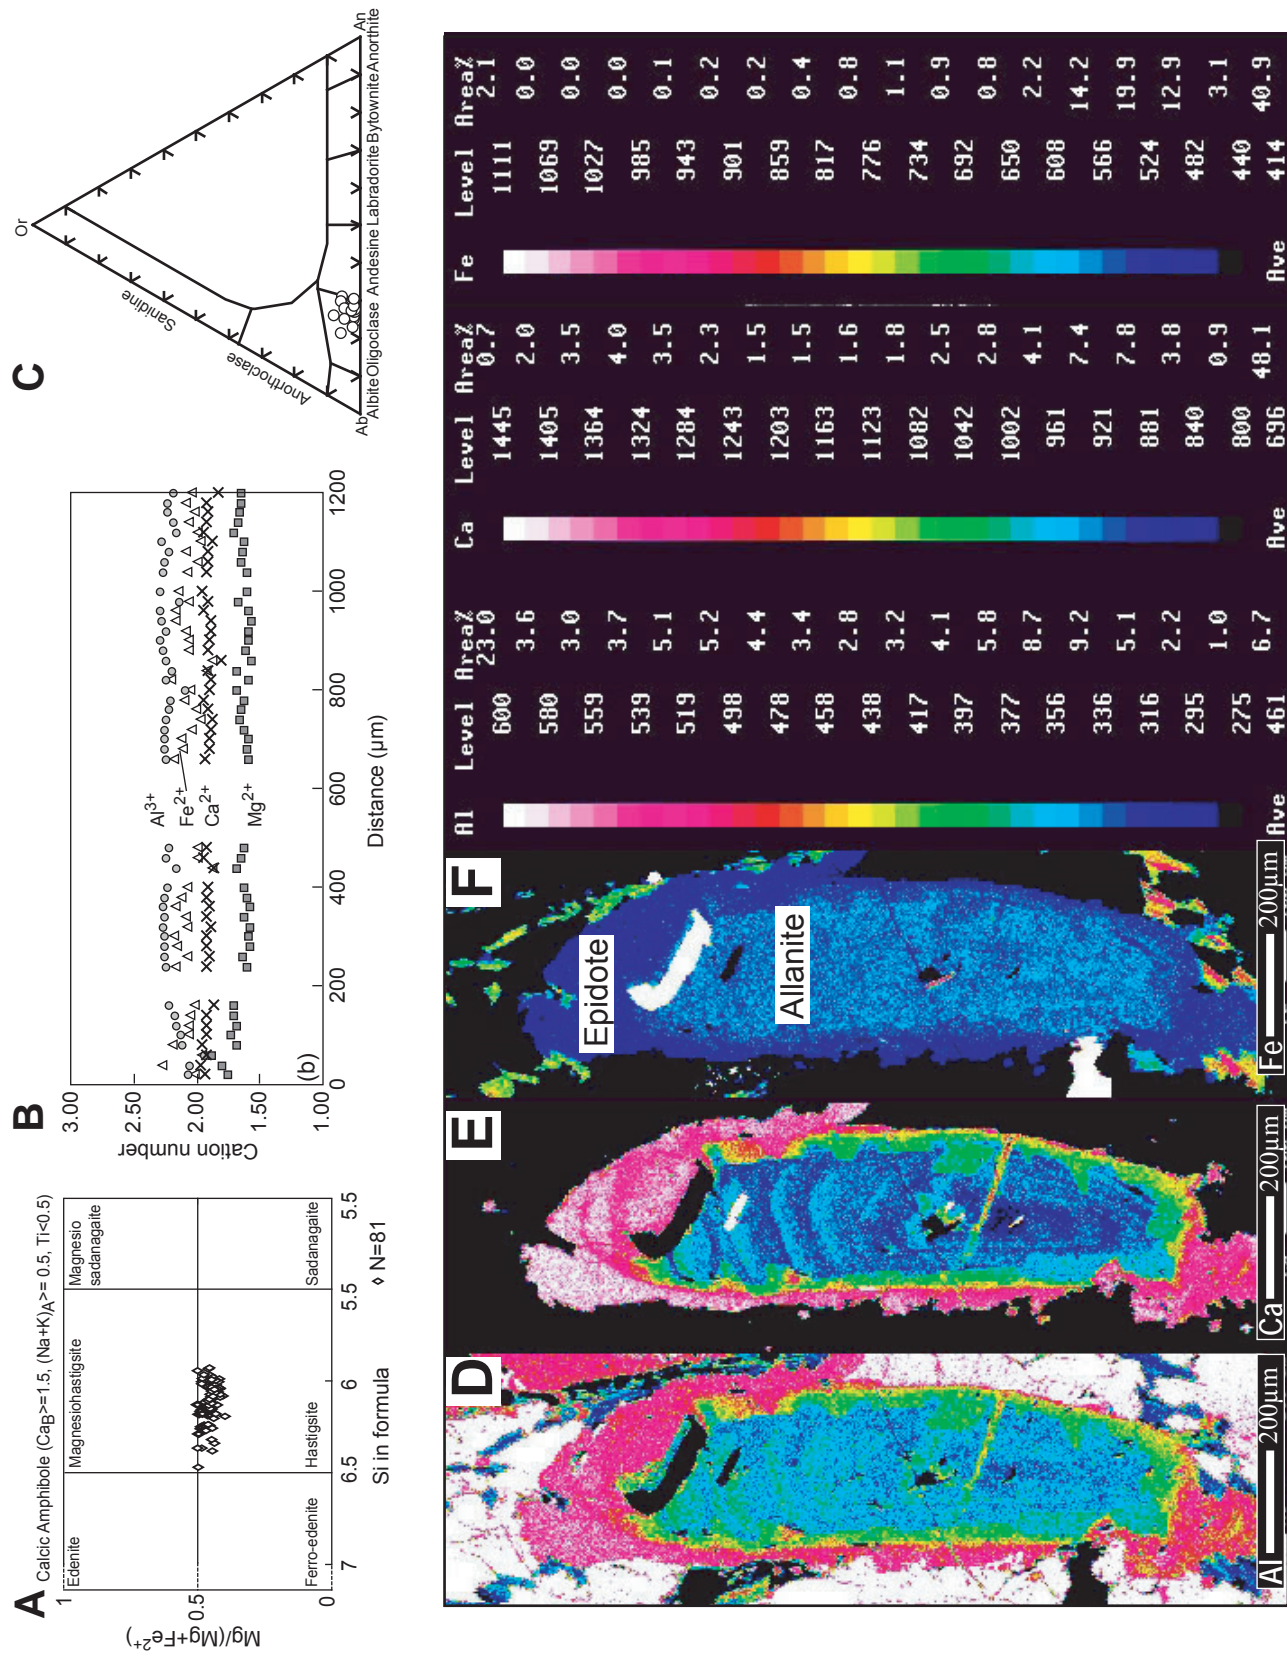 A
Calcic Amphibole (CaB>=1.5, (Na+K)A>= 0.5, Ti<0.5)
Edenite
Magnesiohastigsite
Magnesio
sadanagaite
Ferro-edenite
Hastigsite
Sadanagaite
1
0.5
0
Mg/(Mg+Fe2+)
7
6.5
6
5.5
5.5
Si in formula
N=81
B
3.00
2.50
2.00
1.50
1.00
Cation number
Al3+
Fe2+
Ca2+
Mg2+
(b)
0
200
400
600
800
1000
1200
Distance (µm)
C
Or
Sanidine
Anorthoclase
Ab
An
Albite Oligoclase Andesine Labradorite Bytownite Anorthite
D
Al 200µm
E
Ca 200µm
F
Epidote
Allanite
Fe 200µm
Al Level Area%
600 23.0
580 3.6
559 3.0
539 3.7
519 5.1
498 5.2
478 4.4
458 3.4
438 2.8
417 3.2
397 4.1
377 5.8
356 8.7
336 9.2
316 5.1
295 2.2
275 1.0
Ave 461 6.7
Ca Level Area%
1445 0.7
1405 2.0
1364 3.5
1324 4.0
1284 3.5
1243 2.3
1203 1.5
1163 1.5
1123 1.6
1082 1.8
1042 2.5
1002 2.8
961 4.1
921 7.4
881 7.8
840 3.8
800 0.9
Ave 696 48.1
Fe Level Area%
1111 2.1
1069 0.0
1027 0.0
985 0.0
943 0.1
901 0.2
859 0.2
817 0.4
776 0.8
734 1.1
692 0.9
650 0.8
608 2.2
566 14.2
524 19.9
482 12.9
440 3.1
Ave 414 40.9